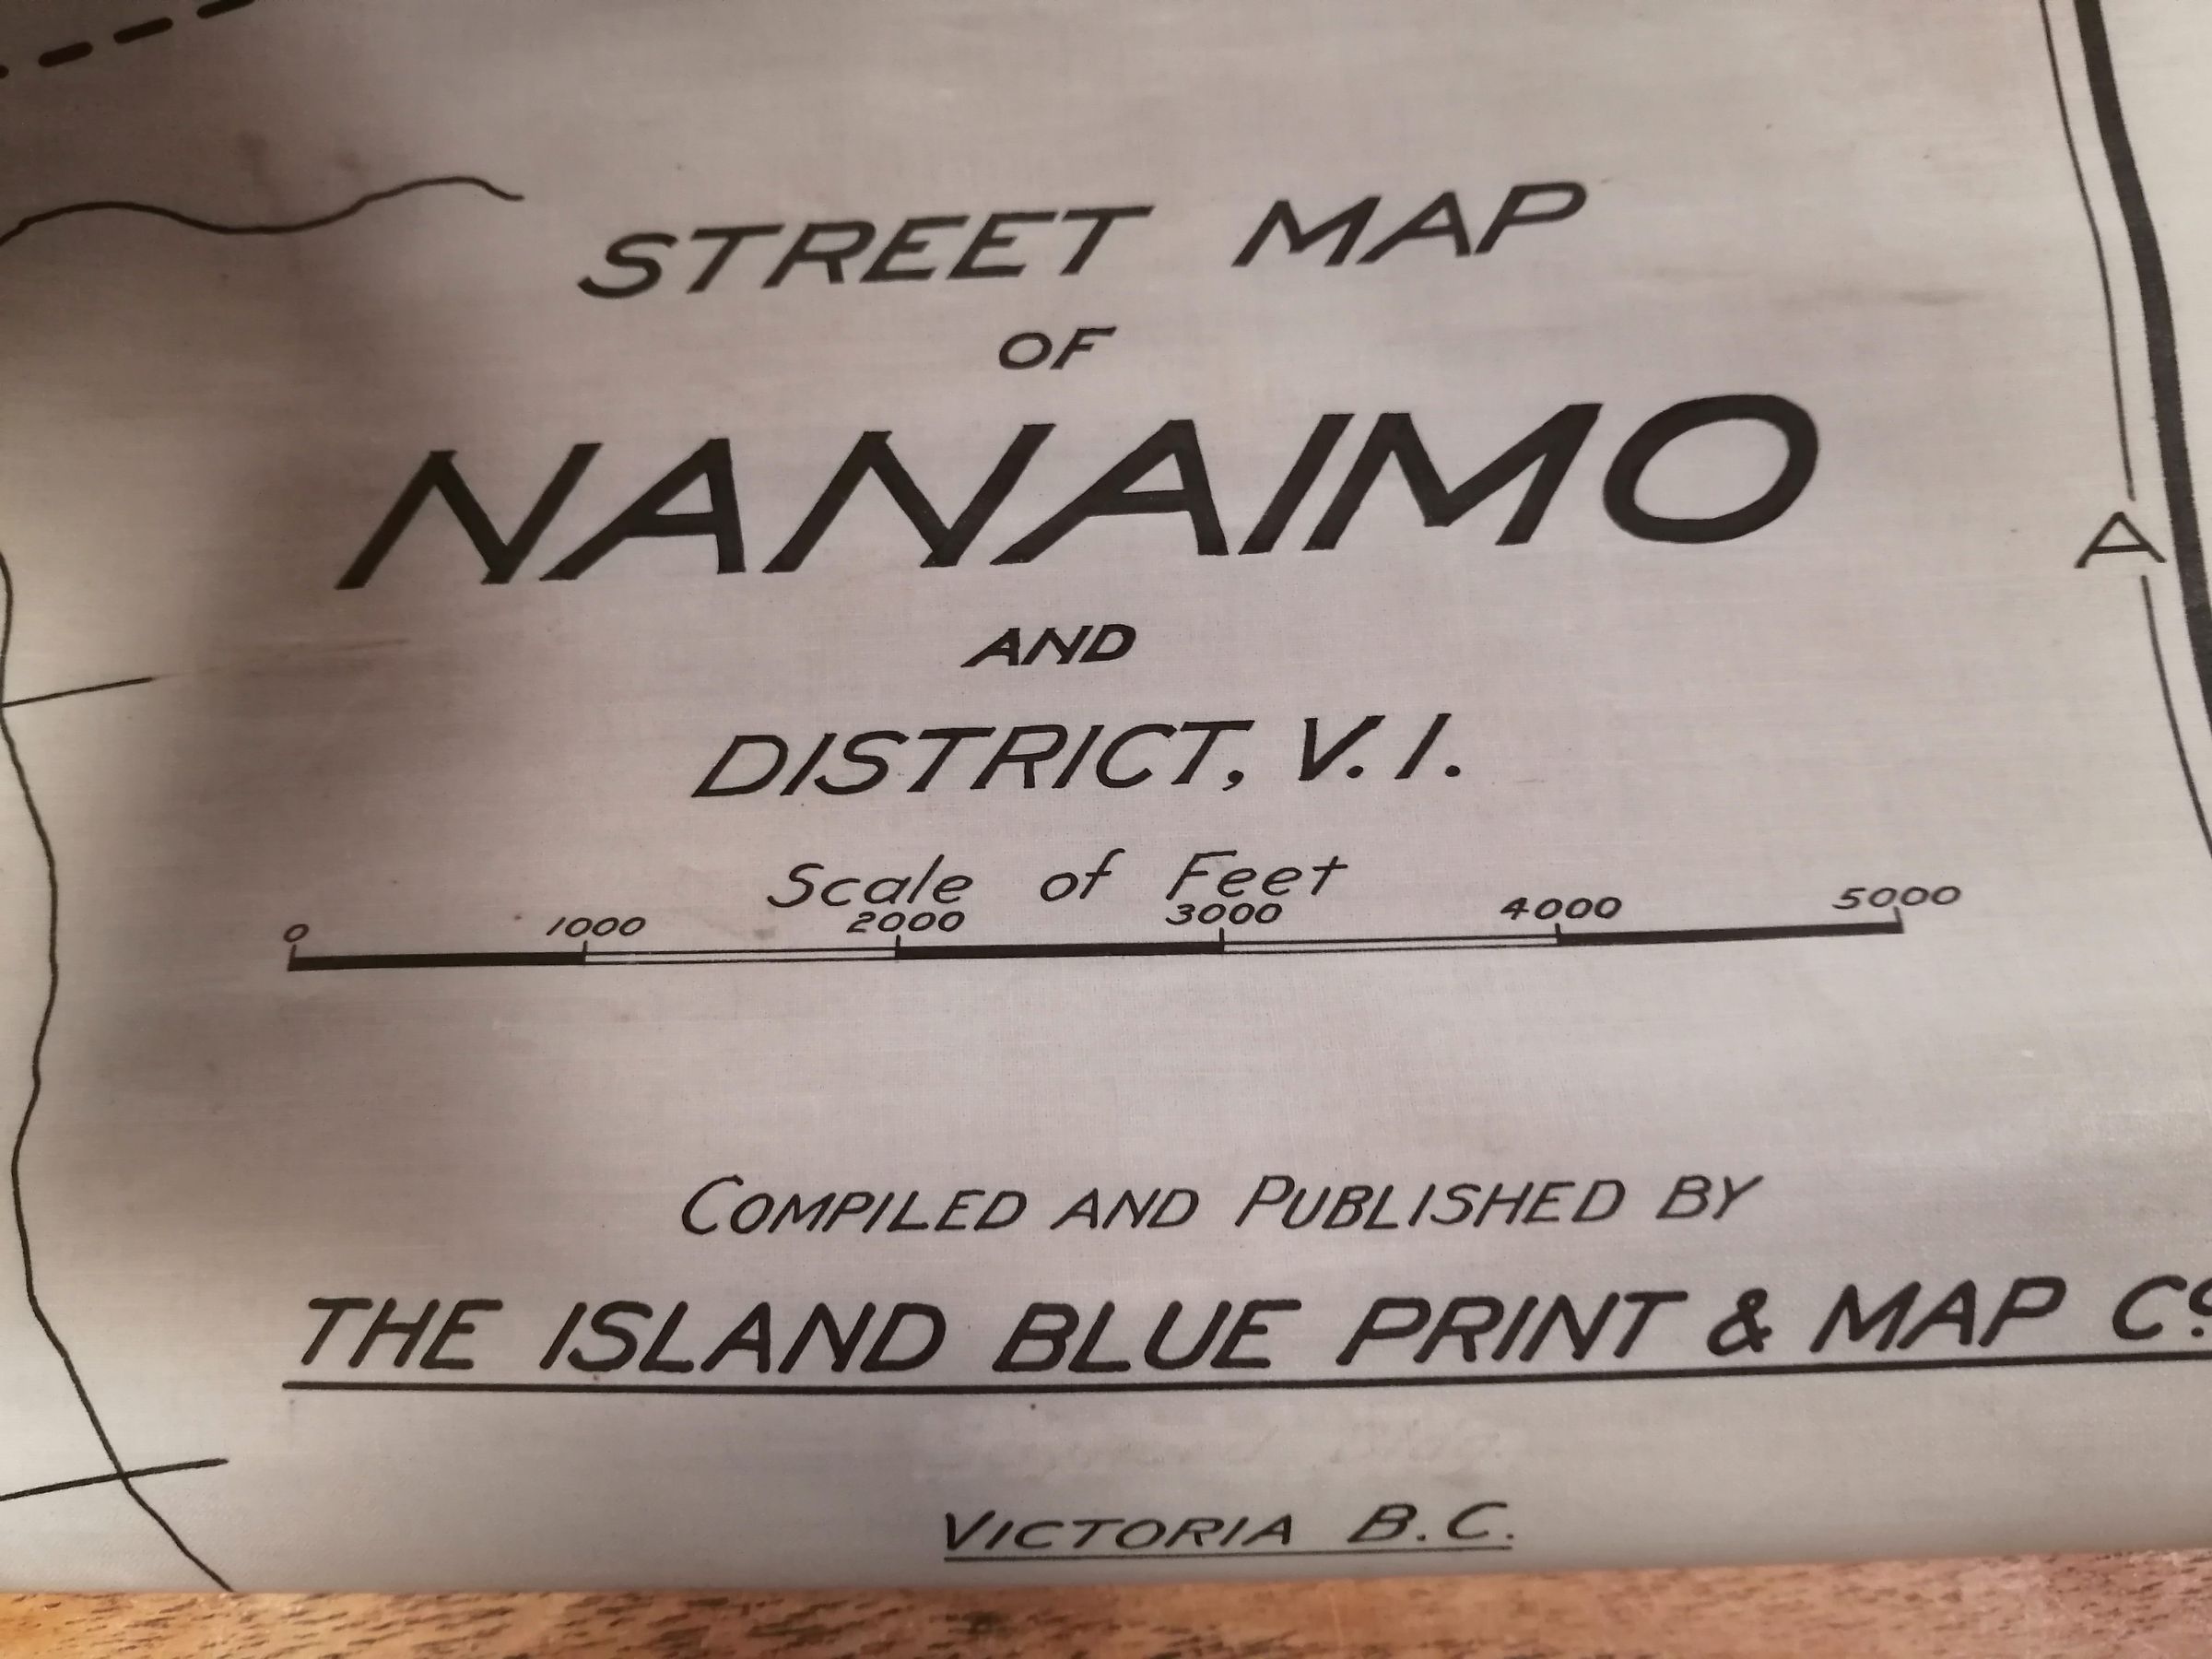 STREET MAP
OF
NANAIMO
AND
DISTRICT, V. I.
Scale of Feet
0 1000 2000 3000 4000 5000
A
COMPILED AND PUBLISHED BY
THE ISLAND BLUE PRINT & MAP Co
Bldg.
VICTORIA B.C.